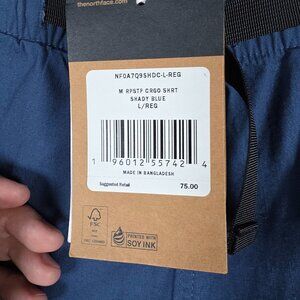 thenorthface.com
NF0A7Q9SHDC-L-REG
M RPSTP CRGO SHRT
SHADY BLUE
L/REG
1 96012 55742 4
MADE IN BANGLADESH
Suggested Retail 75.00
FSC
PRINTED WITH
SOY INK